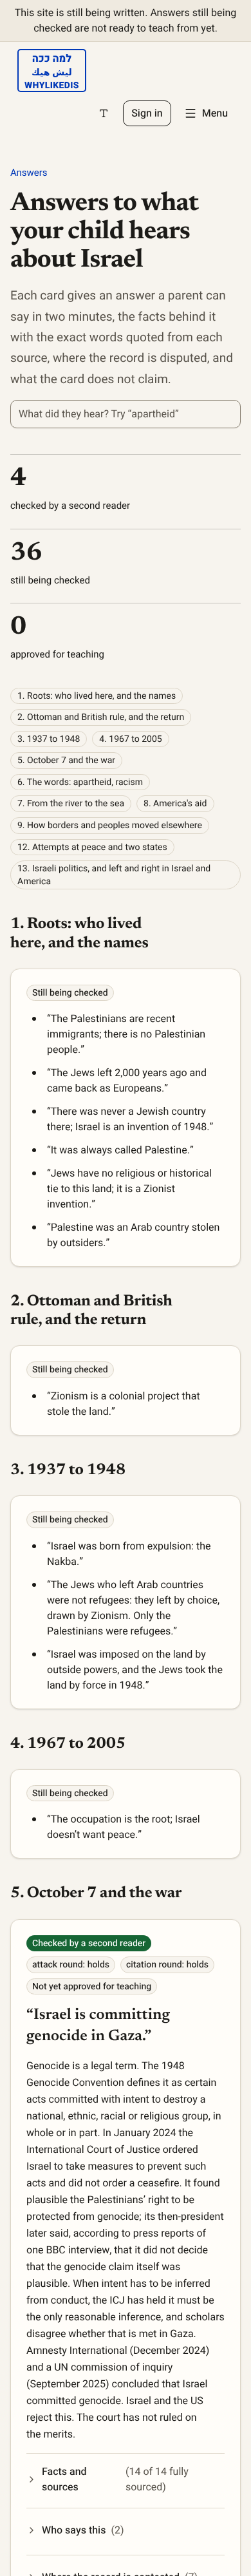 This site is still being written. Answers still being
checked are not ready to teach from yet.
למה ככה
ليش هيك
WHYLIKEDIS
Sign in
Menu
Answers
Answers to what
your child hears
about Israel
Each card gives an answer a parent can
say in two minutes, the facts behind it
with the exact words quoted from each
source, where the record is disputed, and
what the card does not claim.
What did they hear? Try “apartheid”
4
checked by a second reader
36
still being checked
0
approved for teaching
1. Roots: who lived here, and the names
2. Ottoman and British rule, and the return
3. 1937 to 1948
4. 1967 to 2005
5. October 7 and the war
6. The words: apartheid, racism
7. From the river to the sea
8. America's aid
9. How borders and peoples moved elsewhere
12. Attempts at peace and two states
13. Israeli politics, and left and right in Israel and
America
1. Roots: who lived
here, and the names
Still being checked
“The Palestinians are recent
immigrants; there is no Palestinian
people.”
“The Jews left 2,000 years ago and
came back as Europeans.”
“There was never a Jewish country
there; Israel is an invention of 1948.”
“It was always called Palestine.”
“Jews have no religious or historical
tie to this land; it is a Zionist
invention.”
“Palestine was an Arab country stolen
by outsiders.”
2. Ottoman and British
rule, and the return
Still being checked
“Zionism is a colonial project that
stole the land.”
3. 1937 to 1948
Still being checked
“Israel was born from expulsion: the
Nakba.”
“The Jews who left Arab countries
were not refugees: they left by choice,
drawn by Zionism. Only the
Palestinians were refugees.”
“Israel was imposed on the land by
outside powers, and the Jews took the
land by force in 1948.”
4. 1967 to 2005
Still being checked
“The occupation is the root; Israel
doesn’t want peace.”
5. October 7 and the war
Checked by a second reader
attack round: holds
citation round: holds
Not yet approved for teaching
“Israel is committing
genocide in Gaza.”
Genocide is a legal term. The 1948
Genocide Convention defines it as certain
acts committed with intent to destroy a
national, ethnic, racial or religious group, in
whole or in part. In January 2024 the
International Court of Justice ordered
Israel to take measures to prevent such
acts and did not order a ceasefire. It found
plausible the Palestinians’ right to be
protected from genocide; its then-president
later said, according to press reports of
one BBC interview, that it did not decide
that the genocide claim itself was
plausible. When intent has to be inferred
from conduct, the ICJ has held it must be
the only reasonable inference, and scholars
disagree whether that is met in Gaza.
Amnesty International (December 2024)
and a UN commission of inquiry
(September 2025) concluded that Israel
committed genocide. Israel and the US
reject this. The court has not ruled on
the merits.
Facts and
sources
(14 of 14 fully
sourced)
Who says this (2)